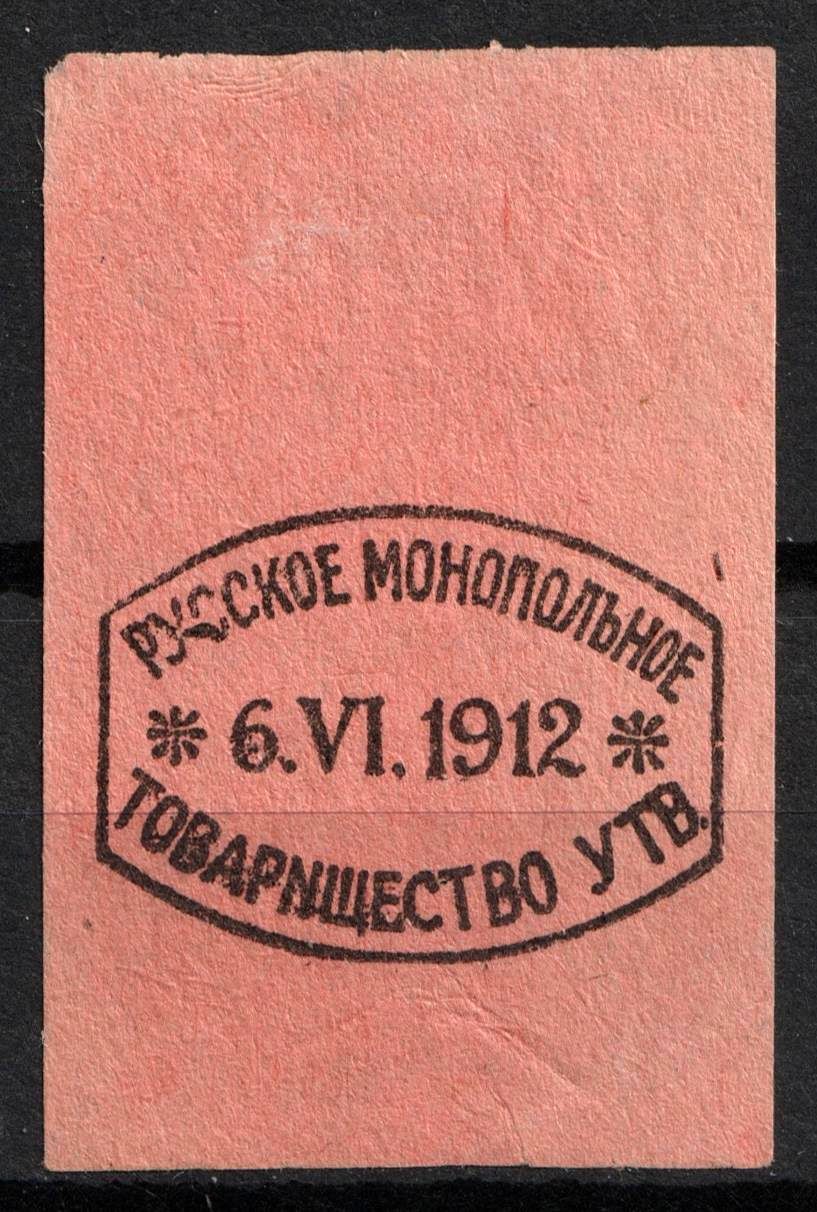 РУССКОЕ МОНОПОЛЬНОЕ
* 6.VI.1912 *
ТОВАРИЩЕСТВО УТВ.